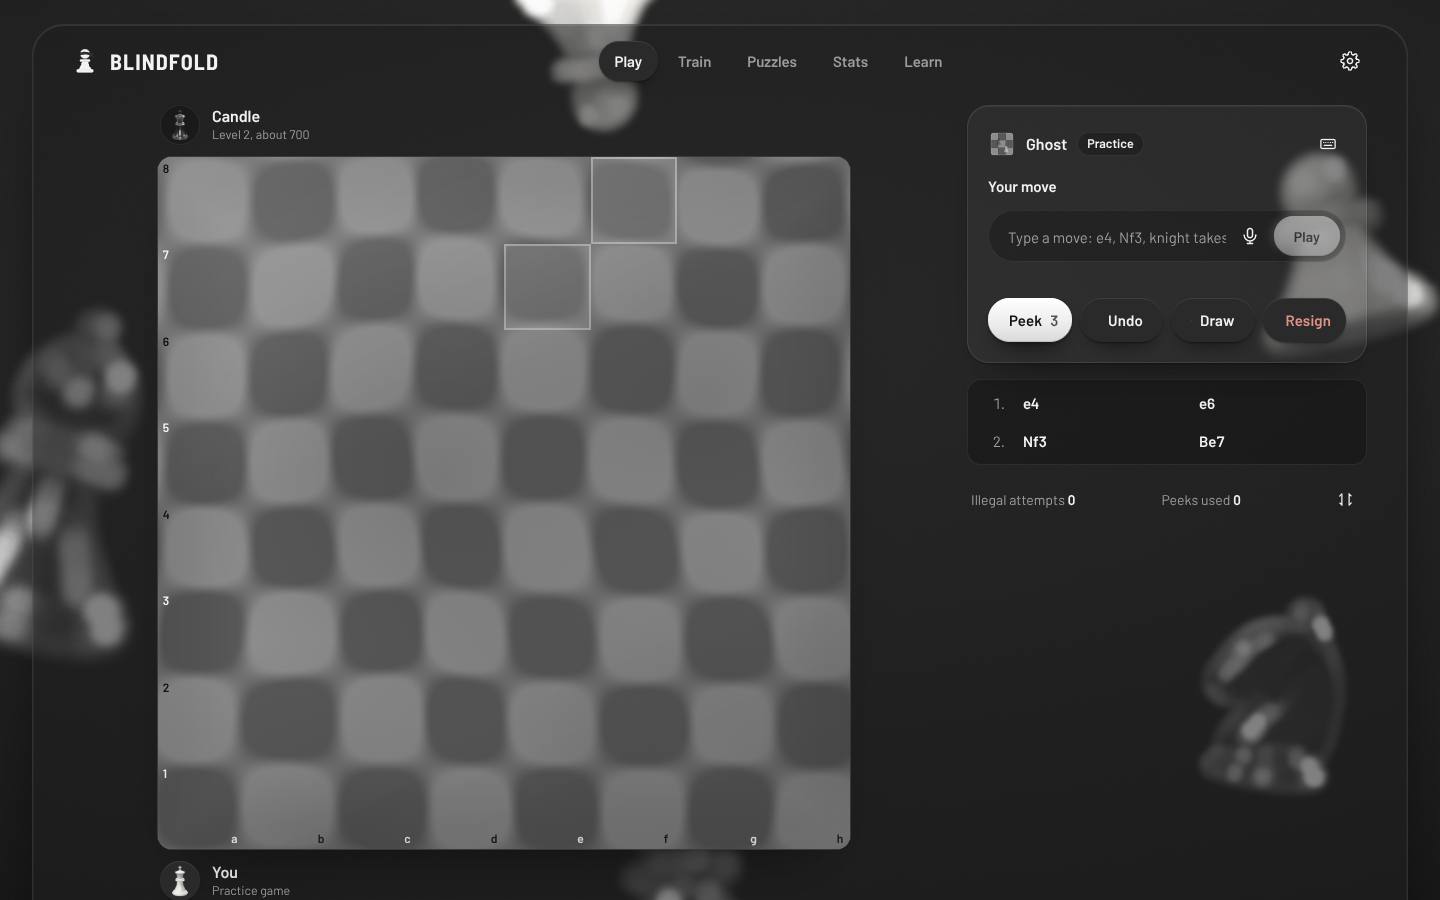 BLINDFOLD
Play Train Puzzles Stats Learn
Candle
Level 2, about 700
8
7
6
5
4
3
2
1
a b c d e f g h
You
Practice game
Ghost Practice
Your move
Type a move: e4, Nf3, knight takes Play
Peek 3 Undo Draw Resign
1. e4 e6
2. Nf3 Be7
Illegal attempts 0 Peeks used 0